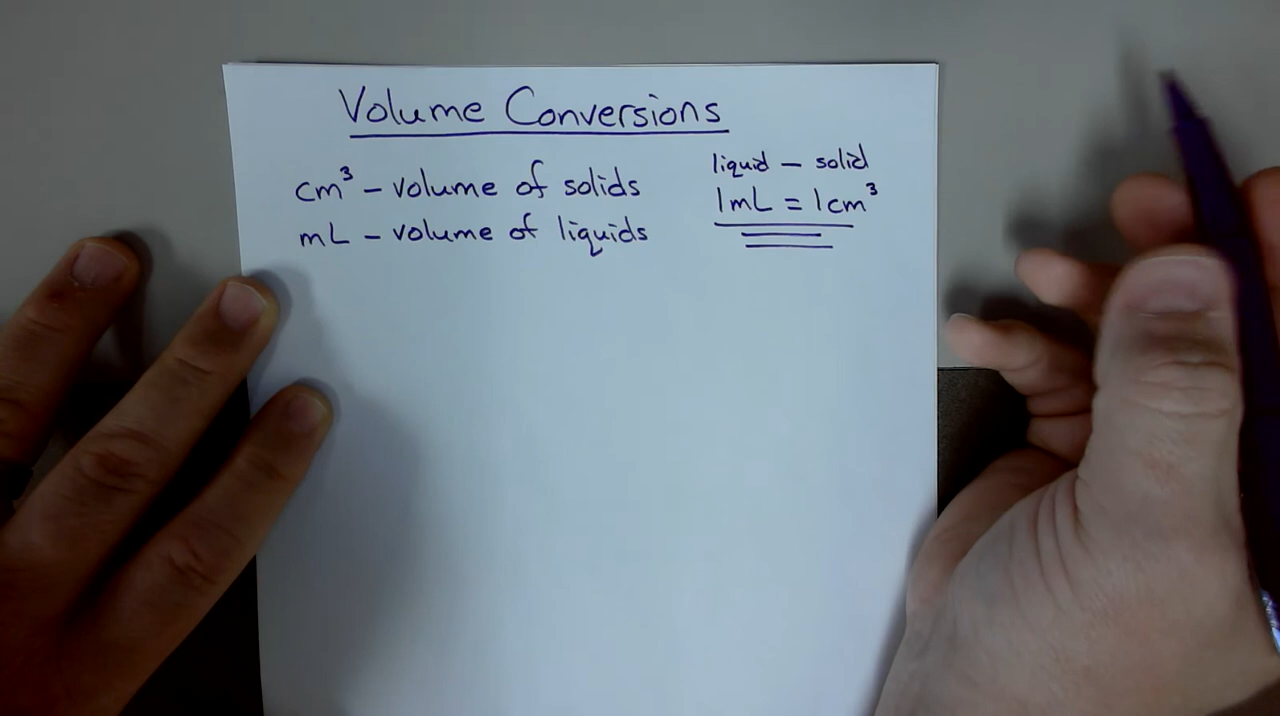 Volume Conversions
cm³ – volume of solids
mL – volume of liquids
liquid – solid
1mL = 1cm³